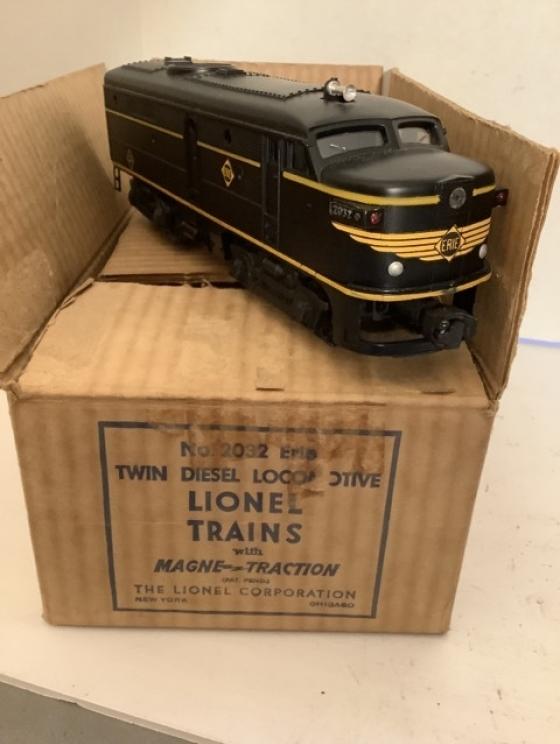 2032
ERIE
No. 2032 Erie
TWIN DIESEL LOCOMOTIVE
LIONEL
TRAINS
with
MAGNE-TRACTION
(PAT. PEND.)
THE LIONEL CORPORATION
NEW YORK CHICAGO